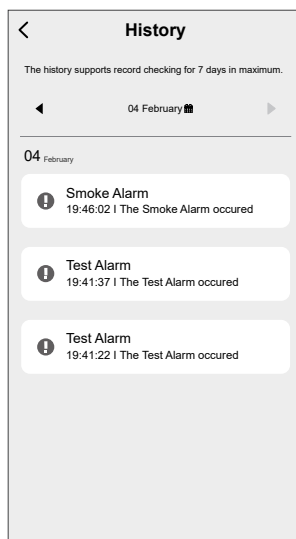 History
The history supports record checking for 7 days in maximum.
04 February
04 February
Smoke Alarm
19:46:02 I The Smoke Alarm occured
Test Alarm
19:41:37 I The Test Alarm occured
Test Alarm
19:41:22 I The Test Alarm occured